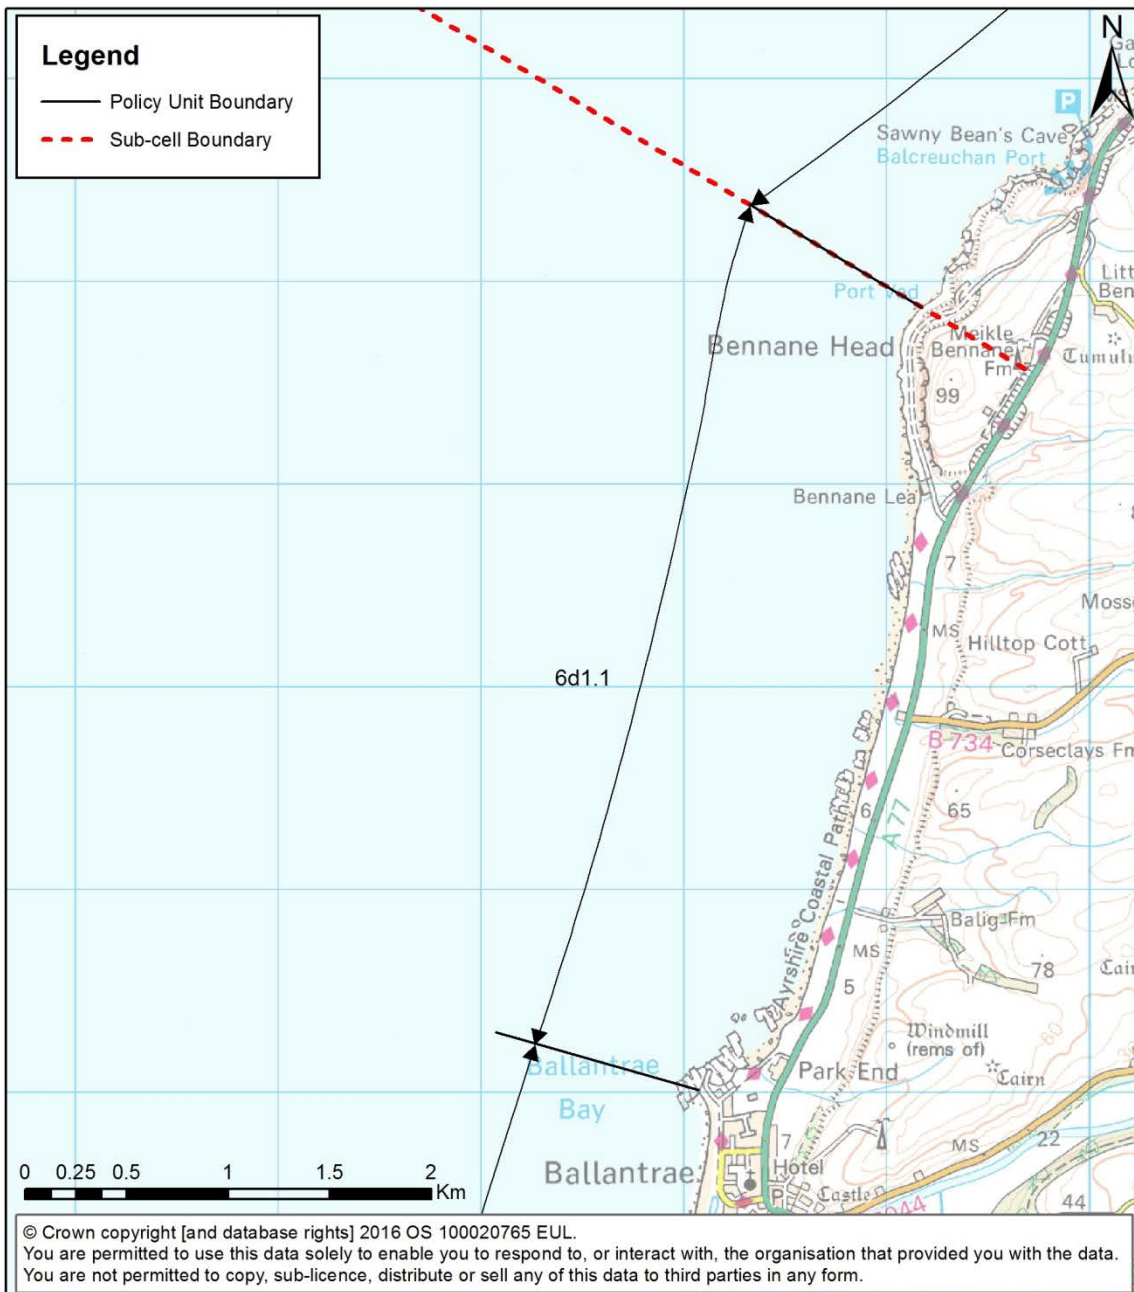 Legend
Policy Unit Boundary
Sub-cell Boundary
N
P
Sawny Bean's Cave
Balcreuchan Port
Port Vad
Bennane Head
Meikle
Bennane
Fm
99
Bennane Lea
7
MS
Hilltop Cott
6d1.1
B 734
Corseclays Fm
6
65
A 77
Ayrshire Coastal Path
Balig Fm
MS
78
5
Windmill
(rems of)
Cairn
Ballantrae
Bay
Park End
7
MS
22
Ballantrae
Hotel
P
Castle
44
0 0.25 0.5 1 1.5 2
Km
© Crown copyright [and database rights] 2016 OS 100020765 EUL.
You are permitted to use this data solely to enable you to respond to, or interact with, the organisation that provided you with the data.
You are not permitted to copy, sub-licence, distribute or sell any of this data to third parties in any form.